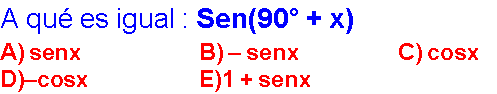 A qué es igual : Sen(90° + x)
A) senx B) – senx C) cosx
D)–cosx E)1 + senx